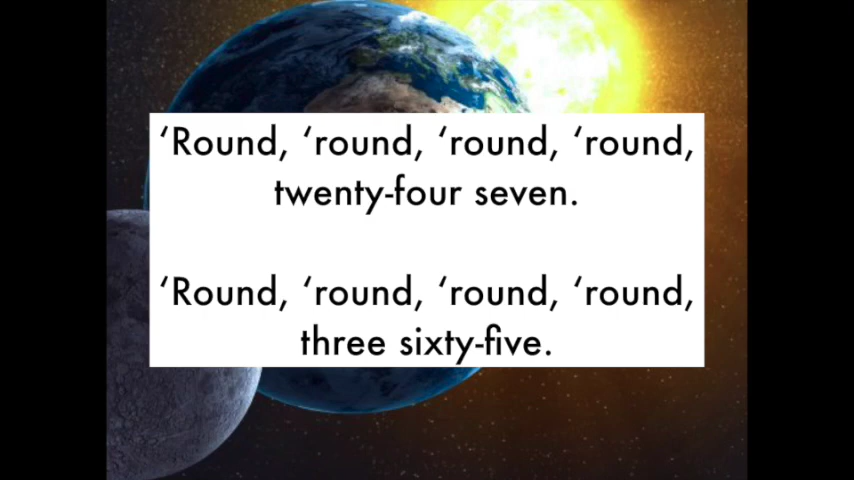 ‘Round, ‘round, ‘round, ‘round,
twenty-four seven.
‘Round, ‘round, ‘round, ‘round,
three sixty-five.